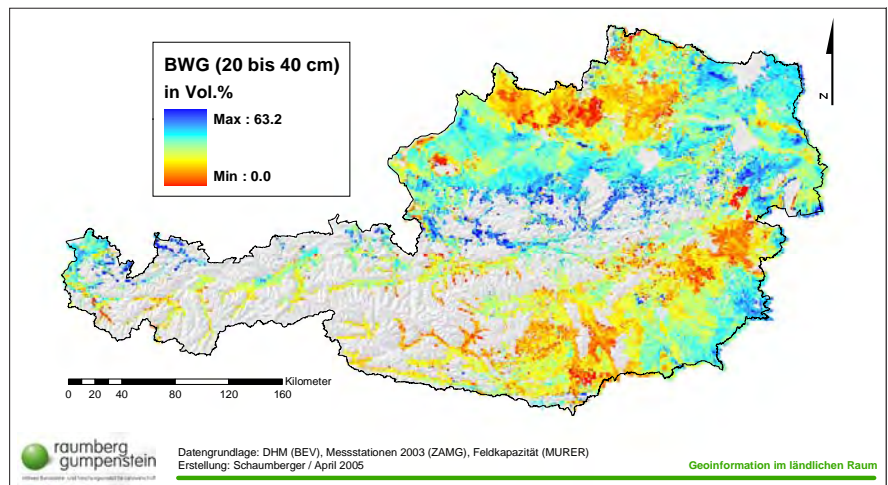 BWG (20 bis 40 cm)
in Vol.%
Max : 63.2
Min : 0.0
N
Kilometer
0 20 40 80 120 160
raumberg
gumpenstein
Datengrundlage: DHM (BEV), Messstationen 2003 (ZAMG), Feldkapazität (MURER)
Erstellung: Schaumberger / April 2005
Geoinformation im ländlichen Raum